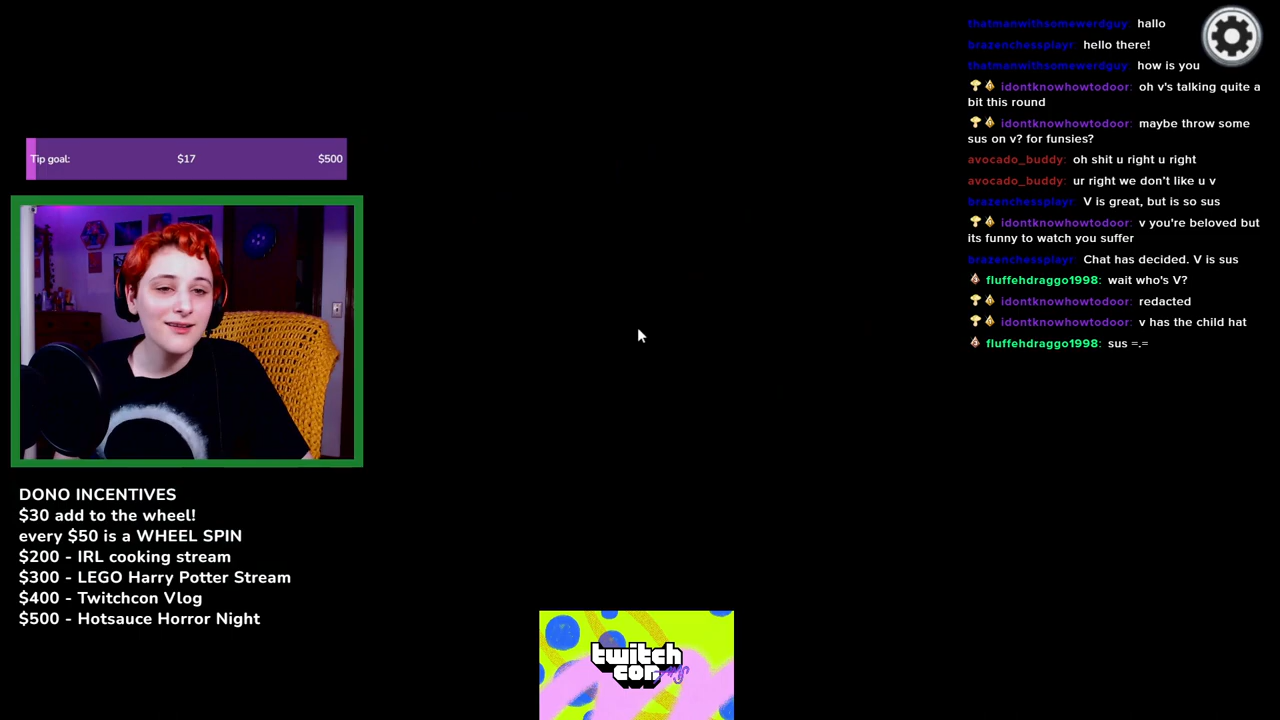 Tip goal: $17 $500
DONO INCENTIVES
$30 add to the wheel!
every $50 is a WHEEL SPIN
$200 - IRL cooking stream
$300 - LEGO Harry Potter Stream
$400 - Twitchcon Vlog
$500 - Hotsauce Horror Night
twitch
con
thatmanwithsomewerdguy: hallo
brazenchessplayr: hello there!
thatmanwithsomewerdguy: how is you
idontknowhowtodoor: oh v's talking quite a
bit this round
idontknowhowtodoor: maybe throw some
sus on v? for funsies?
avocado_buddy: oh shit u right u right
avocado_buddy: ur right we don't like u v
brazenchessplayr: V is great, but is so sus
idontknowhowtodoor: v you're beloved but
its funny to watch you suffer
brazenchessplayr: Chat has decided. V is sus
fluffehdraggo1998: wait who's V?
idontknowhowtodoor: redacted
idontknowhowtodoor: v has the child hat
fluffehdraggo1998: sus =.=